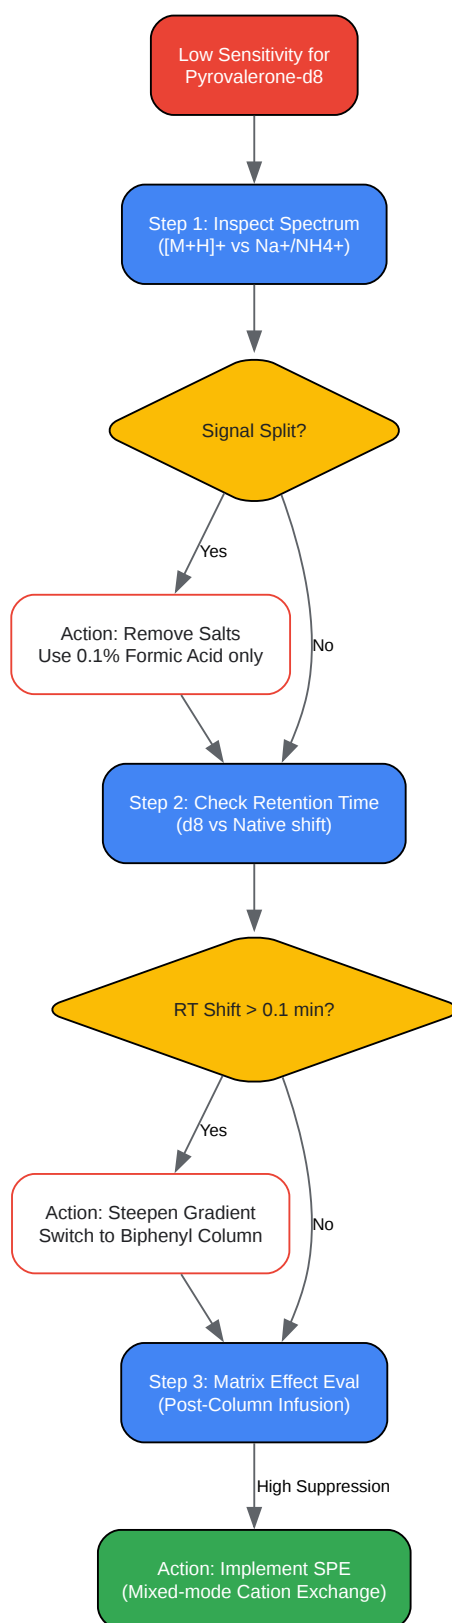 Low Sensitivity for
Pyrovalerone-d8
Step 1: Inspect Spectrum
([M+H]+ vs Na+/NH4+)
Signal Split?
Yes
Action: Remove Salts
Use 0.1% Formic Acid only
No
Step 2: Check Retention Time
(d8 vs Native shift)
RT Shift > 0.1 min?
Yes
Action: Steepen Gradient
Switch to Biphenyl Column
No
Step 3: Matrix Effect Eval
(Post-Column Infusion)
High Suppression
Action: Implement SPE
(Mixed-mode Cation Exchange)